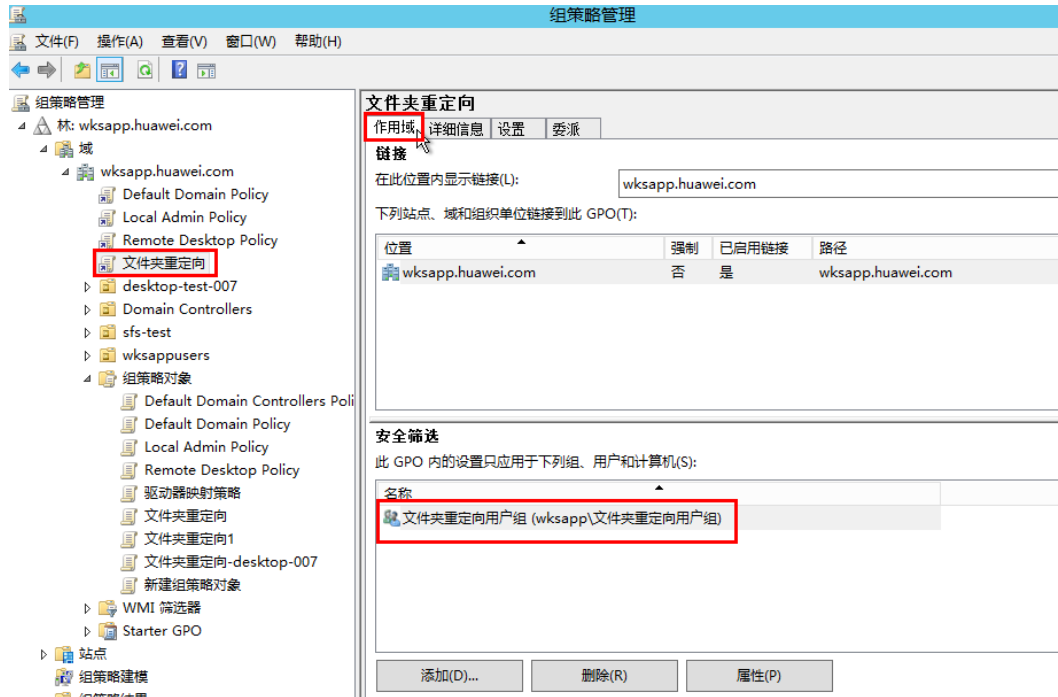 组策略管理
文件(F) 操作(A) 查看(V) 窗口(W) 帮助(H)
组策略管理
林: wksapp.huawei.com
域
wksapp.huawei.com
Default Domain Policy
Local Admin Policy
Remote Desktop Policy
文件夹重定向
desktop-test-007
Domain Controllers
sfs-test
wksappusers
组策略对象
Default Domain Controllers Poli
Default Domain Policy
Local Admin Policy
Remote Desktop Policy
驱动器映射策略
文件夹重定向
文件夹重定向1
文件夹重定向-desktop-007
新建组策略对象
WMI 筛选器
Starter GPO
站点
组策略建模
组策略结果
文件夹重定向
作用域 详细信息 设置 委派
链接
在此位置内显示链接(L): wksapp.huawei.com
下列站点、域和组织单位链接到此 GPO(T):
位置 强制 已启用链接 路径
wksapp.huawei.com 否 是 wksapp.huawei.com
安全筛选
此 GPO 内的设置只应用于下列组、用户和计算机(S):
名称
文件夹重定向用户组 (wksapp\文件夹重定向用户组)
添加(D)... 删除(R) 属性(P)